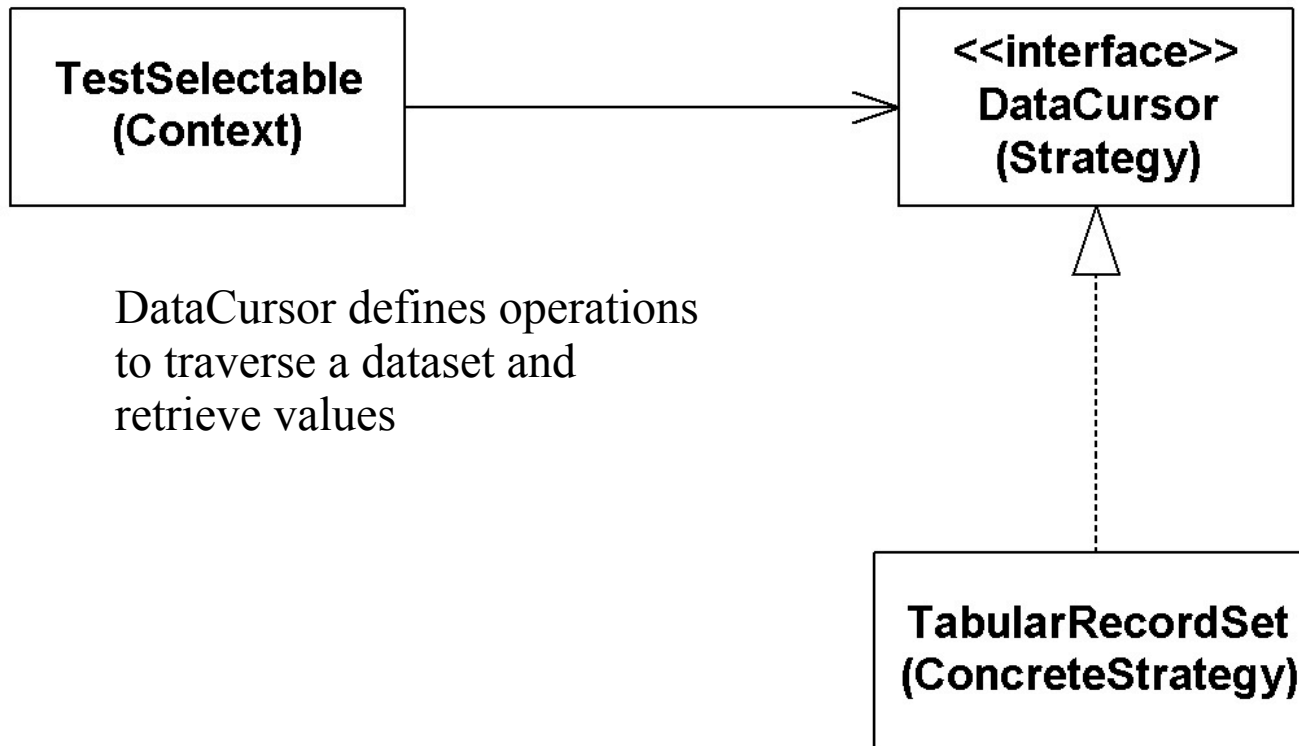 TestSelectable
(Context)
<<interface>>
DataCursor
(Strategy)
DataCursor defines operations
to traverse a dataset and
retrieve values
TabularRecordSet
(ConcreteStrategy)